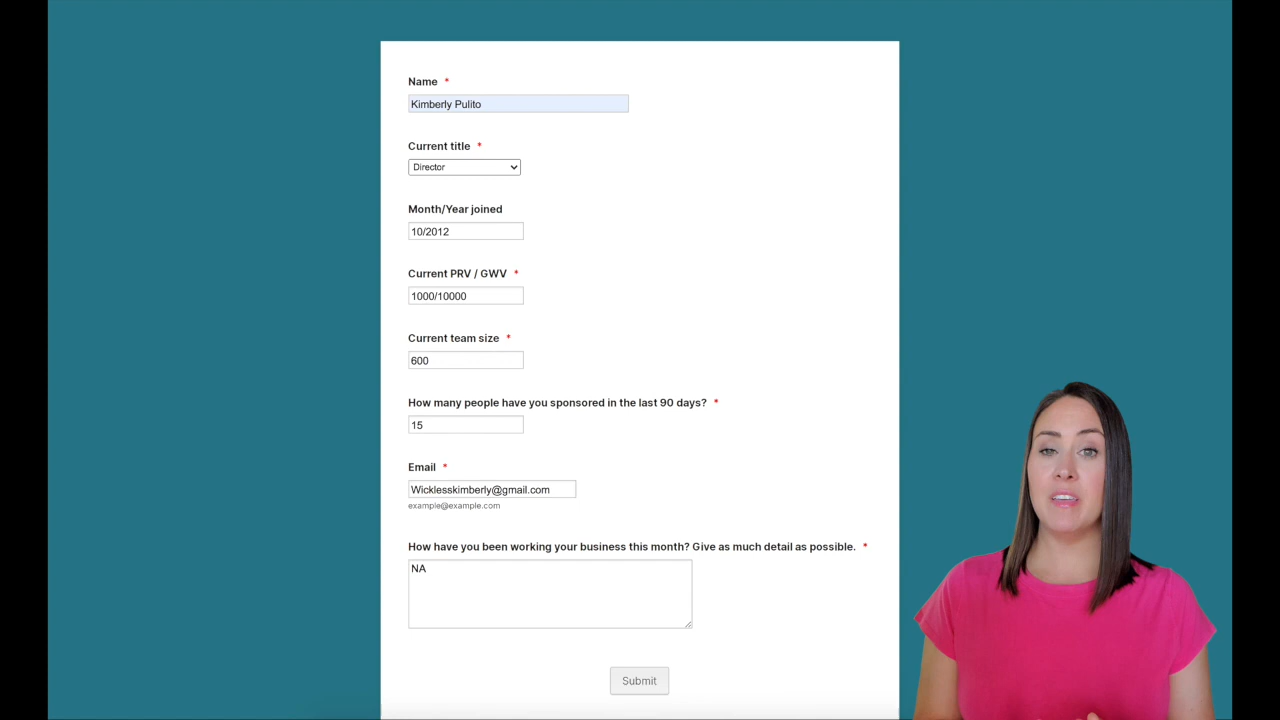 Name *
Kimberly Pulito
Current title *
Director
Month/Year joined
10/2012
Current PRV / GWV *
1000/10000
Current team size *
600
How many people have you sponsored in the last 90 days? *
15
Email *
Wicklesskimberly@gmail.com
example@example.com
How have you been working your business this month? Give as much detail as possible. *
NA
Submit